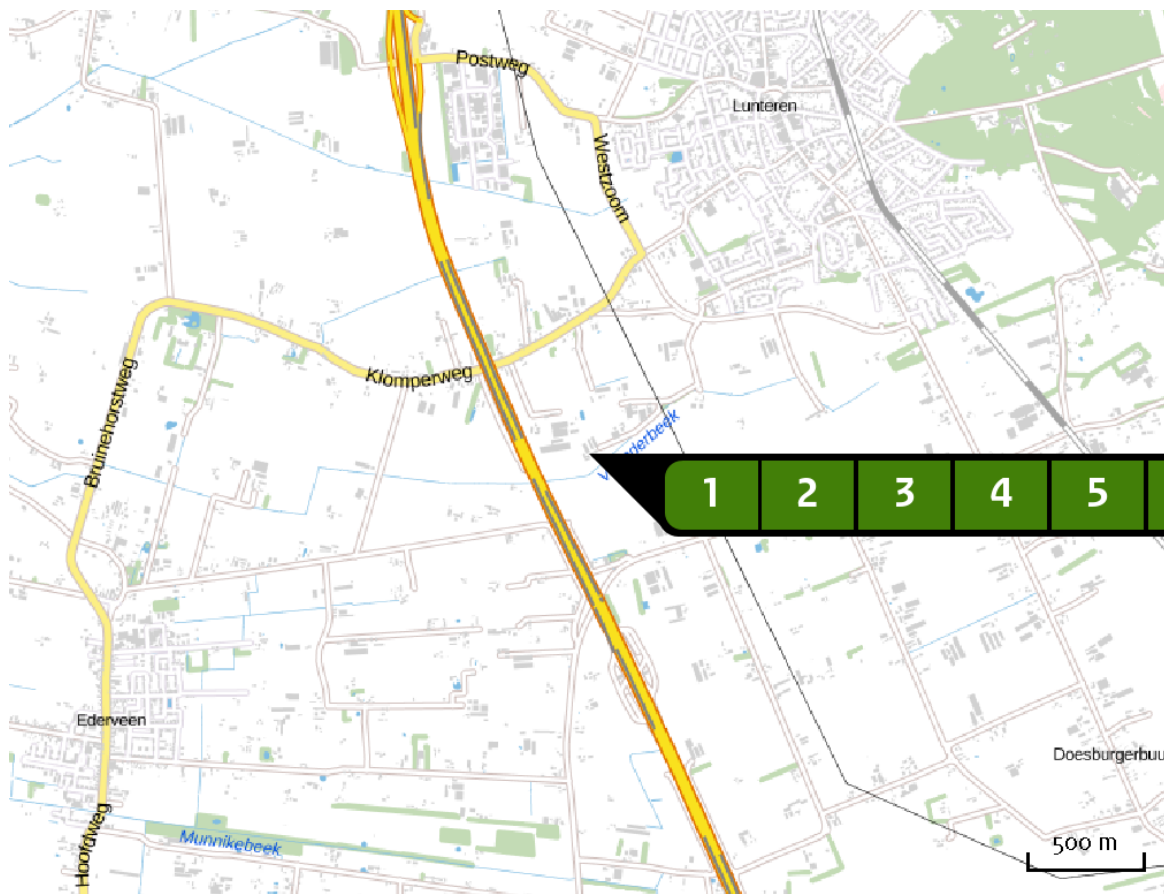 Postweg
Lunteren
Westzoom
Klomperweg
Bruinehorstweg
1 2 3 4 5
Ederveen
Doesburgerbuu
Hoofdweg
Munnikebeek
500 m